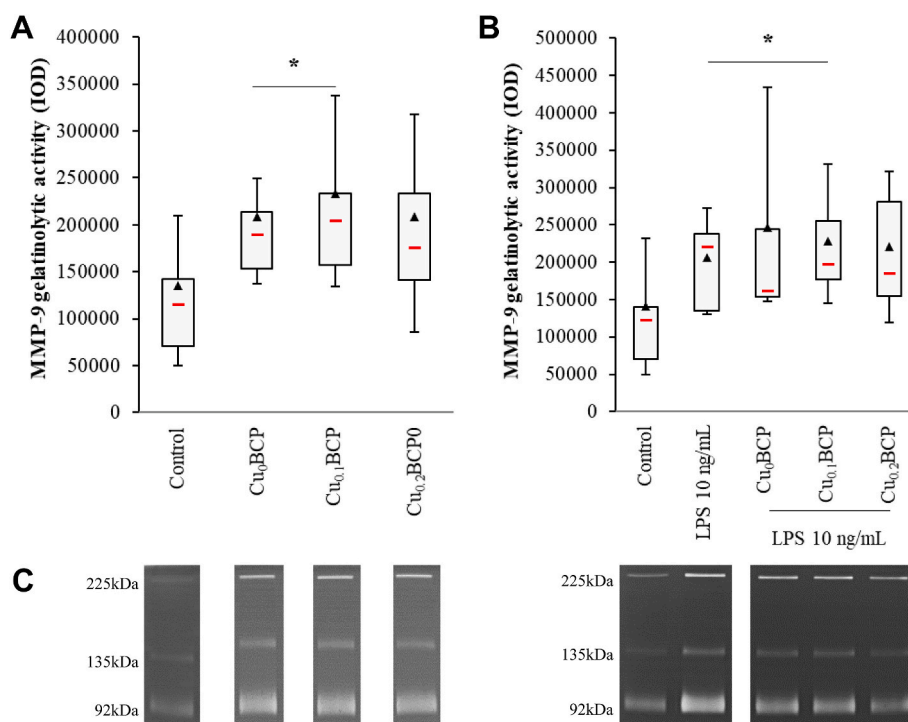 A
MMP-9 gelatinolytic activity (IOD)
400000
350000
300000
250000
200000
150000
100000
50000
0
*
Control
Cu₀BCP
Cu₀.₁BCP
Cu₀.₂BCP0
B
MMP-9 gelatinolytic activity (IOD)
500000
450000
400000
350000
300000
250000
200000
150000
100000
50000
0
*
Control
LPS 10 ng/mL
Cu₀BCP
Cu₀.₁BCP
Cu₀.₂BCP
LPS 10 ng/mL
C
225kDa
135kDa
92kDa
225kDa
135kDa
92kDa